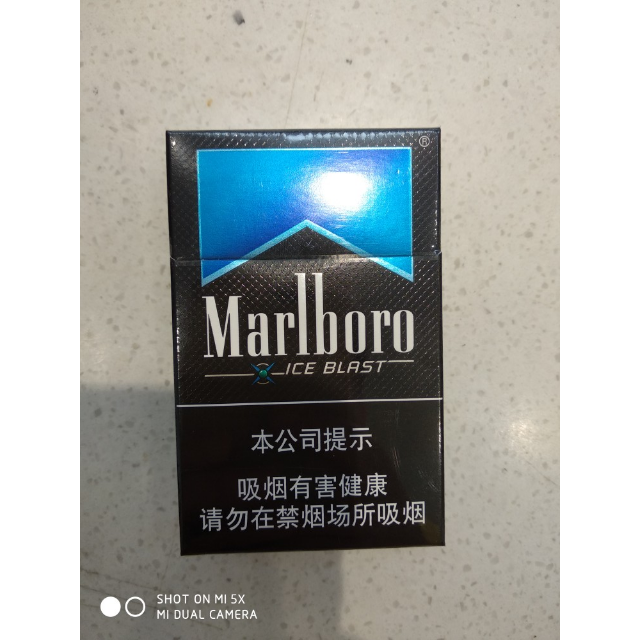 ®
Marlboro
ICE BLAST
本公司提示
吸烟有害健康
请勿在禁烟场所吸烟
SHOT ON MI 5X
MI DUAL CAMERA